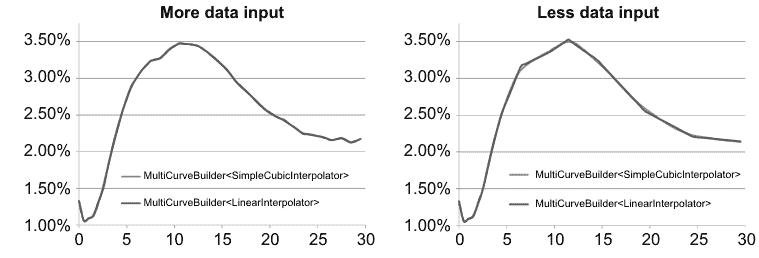 More data input
3.50%
3.00%
2.50%
2.00%
1.50%
1.00%
MultiCurveBuilder<SimpleCubicInterpolator>
MultiCurveBuilder<LinearInterpolator>
0 5 10 15 20 25 30
Less data input
3.50%
3.00%
2.50%
2.00%
1.50%
1.00%
MultiCurveBuilder<SimpleCubicInterpolator>
MultiCurveBuilder<LinearInterpolator>
0 5 10 15 20 25 30